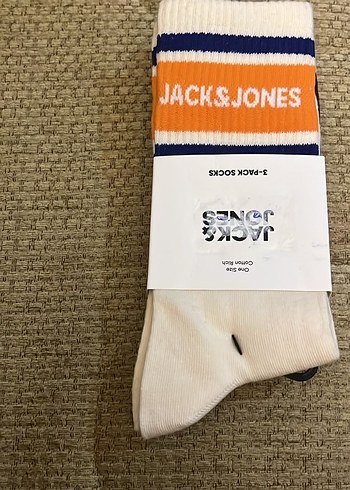 JACK&JONES
3-PACK SOCKS
JACK&
JONES
One Size
Cotton Rich